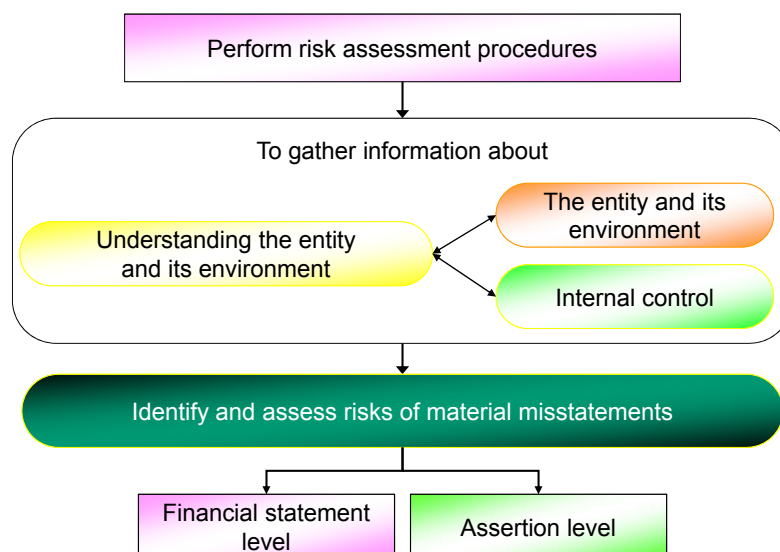 Perform risk assessment procedures
To gather information about
Understanding the entity
and its environment
The entity and its
environment
Internal control
Identify and assess risks of material misstatements
Financial statement
level
Assertion level